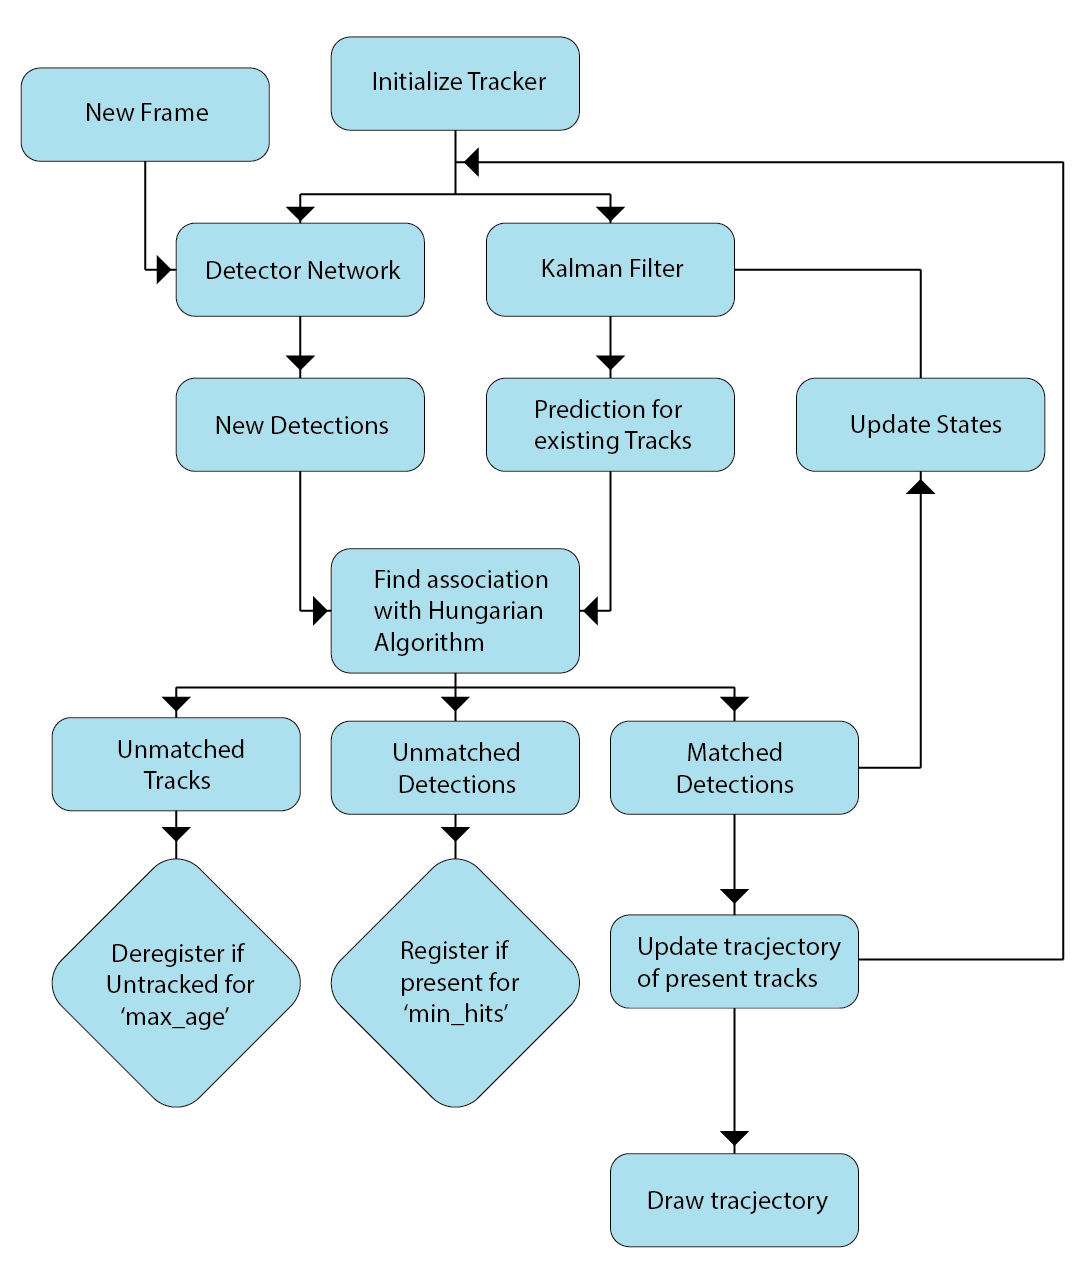 Initialize Tracker
New Frame
Detector Network
Kalman Filter
New Detections
Prediction for
existing Tracks
Update States
Find association
with Hungarian
Algorithm
Unmatched
Tracks
Unmatched
Detections
Matched
Detections
Deregister if
Untracked for
‘max_age’
Register if
present for
‘min_hits’
Update tracjectory
of present tracks
Draw tracjectory